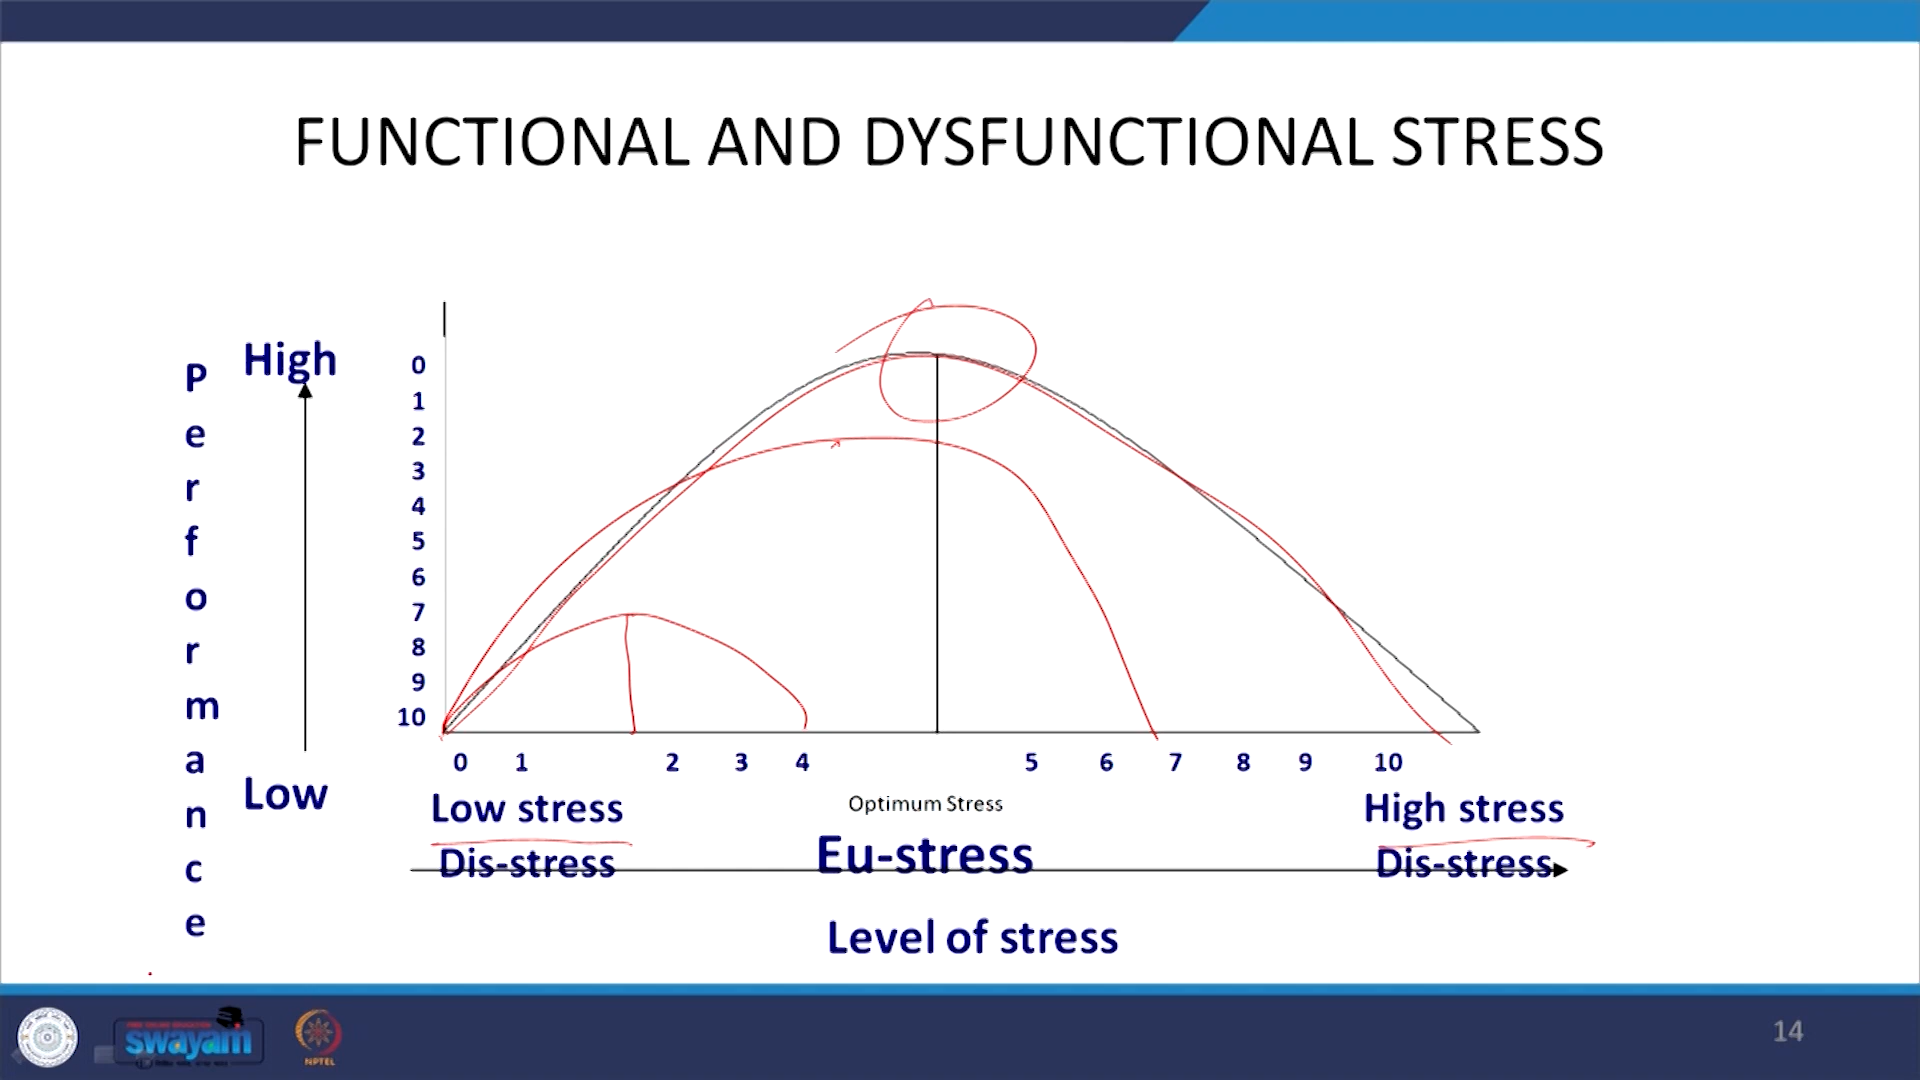 FUNCTIONAL AND DYSFUNCTIONAL STRESS
Performance
High
Low
0
1
2
3
4
5
6
7
8
9
10
0 1 2 3 4 5 6 7 8 9 10
Low stress Optimum Stress High stress
Dis-stress Eu-stress Dis-stress
Level of stress
swayam
NPTEL
14